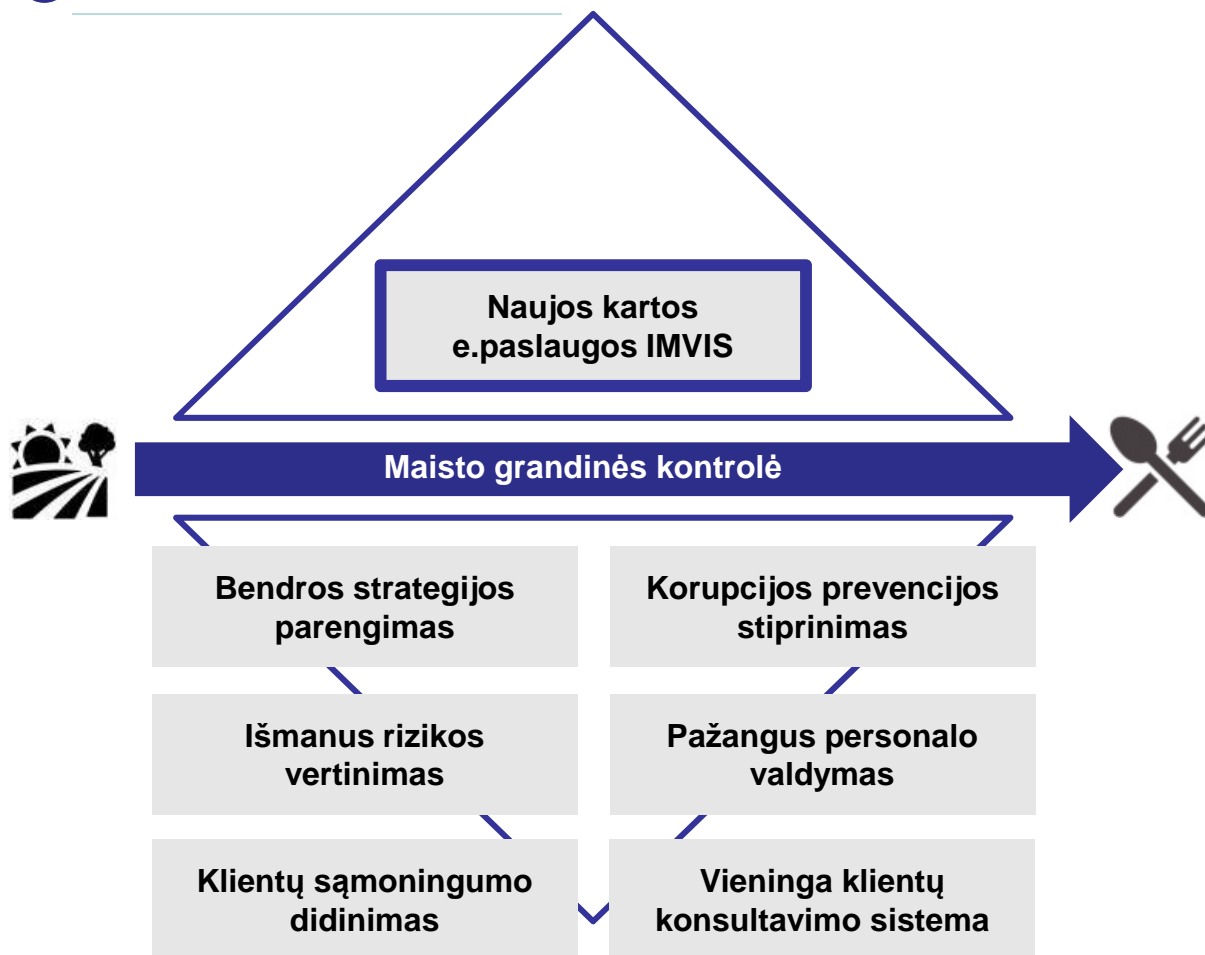 Naujos kartos
e.paslaugos IMVIS
Maisto grandinės kontrolė
Bendros strategijos
parengimas
Korupcijos prevencijos
stiprinimas
Išmanus rizikos
vertinimas
Pažangus personalo
valdymas
Klientų sąmoningumo
didinimas
Vieninga klientų
konsultavimo sistema